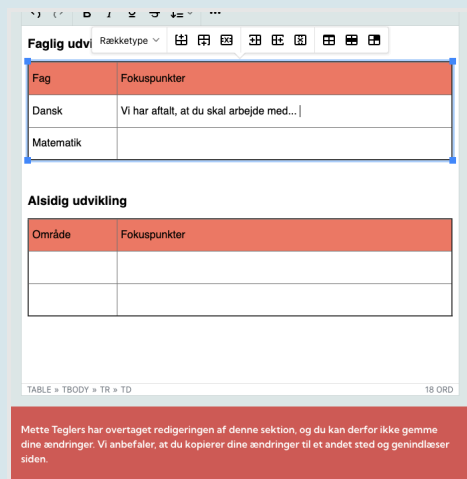 B I U S
Faglig udvi
Rækketype
Fag Fokuspunkter
Dansk Vi har aftalt, at du skal arbejde med...
Matematik
Alsidig udvikling
Område Fokuspunkter
TABLE » TBODY » TR » TD 18 ORD
Mette Teglers har overtaget redigeringen af denne sektion, og du kan derfor ikke gemme
dine ændringer. Vi anbefaler, at du kopierer dine ændringer til et andet sted og genindlæser
siden.